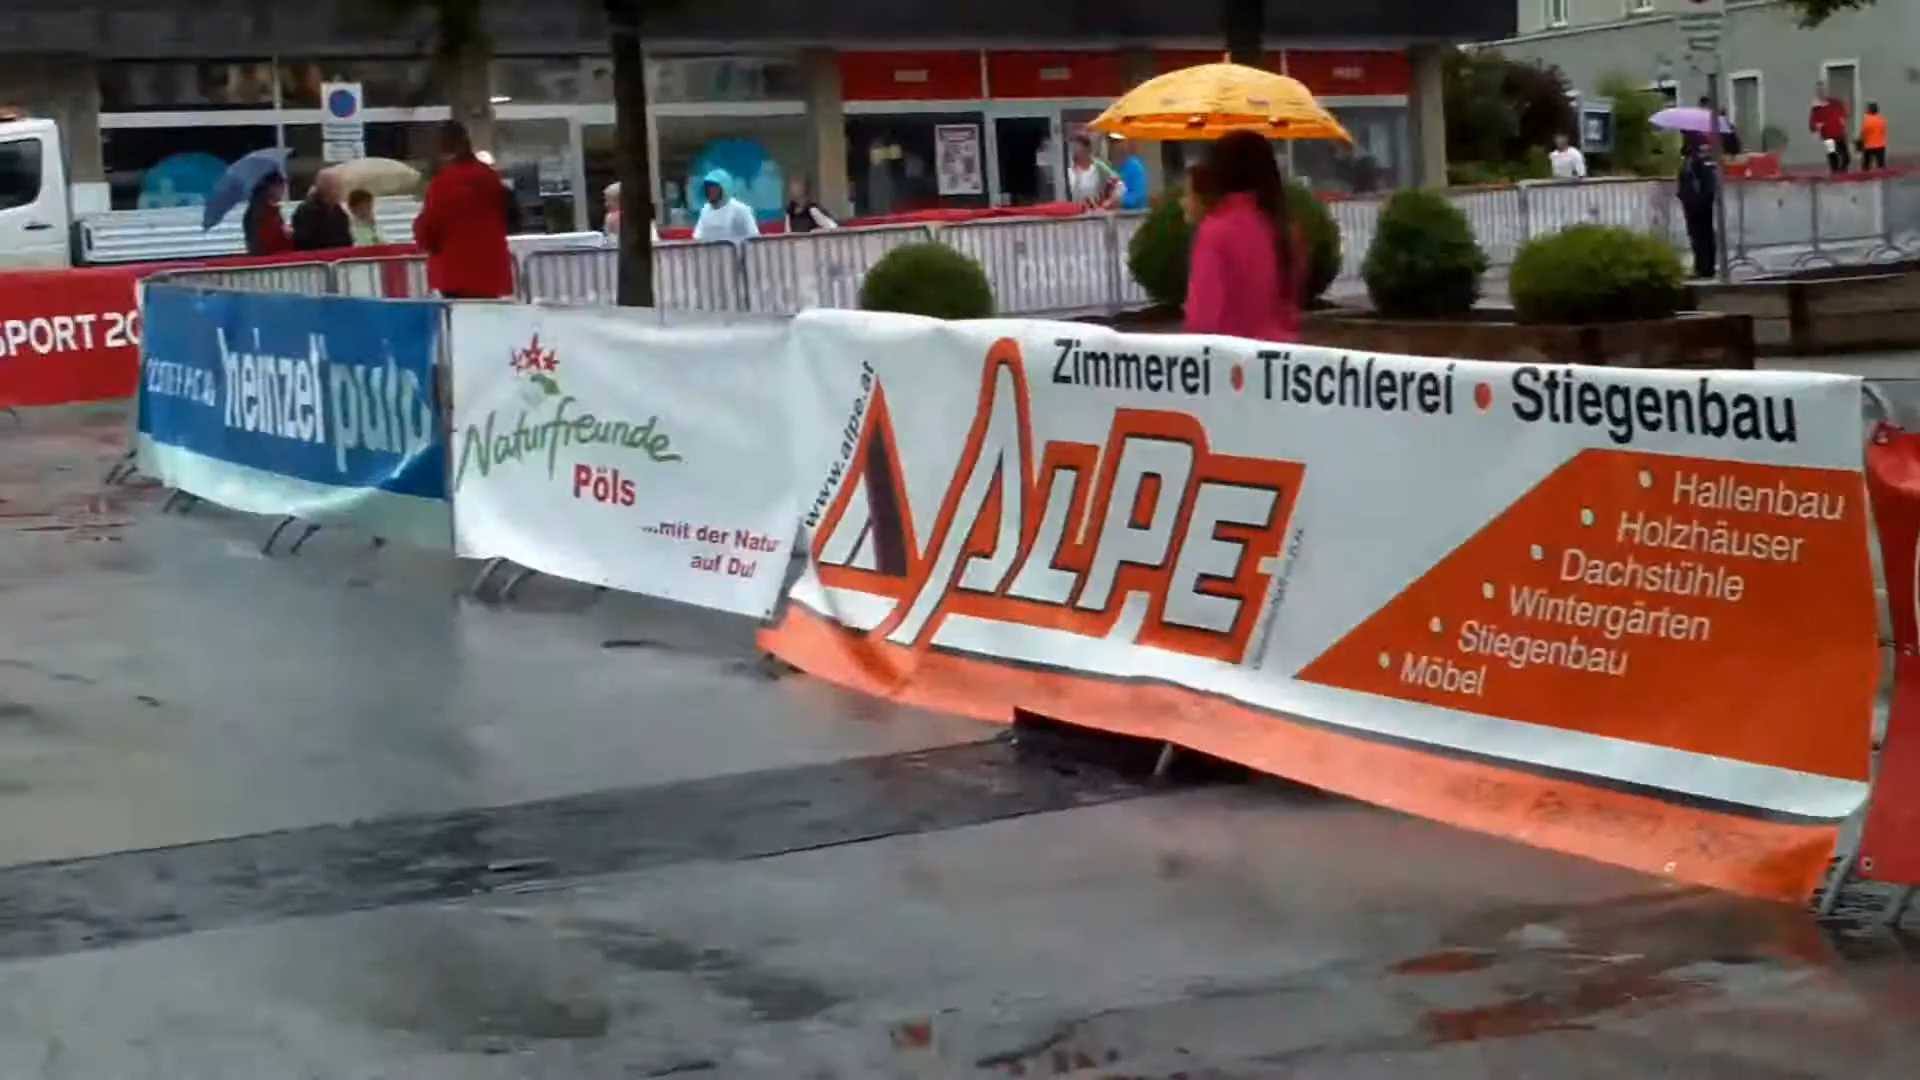 SPORT 20
heinzel pulp
Naturfreunde
Pöls
...mit der Natur
auf Du!
www.alpe.at
ALPE
Zimmerei • Tischlerei • Stiegenbau
• Hallenbau
• Holzhäuser
• Dachstühle
• Wintergärten
• Stiegenbau
• Möbel